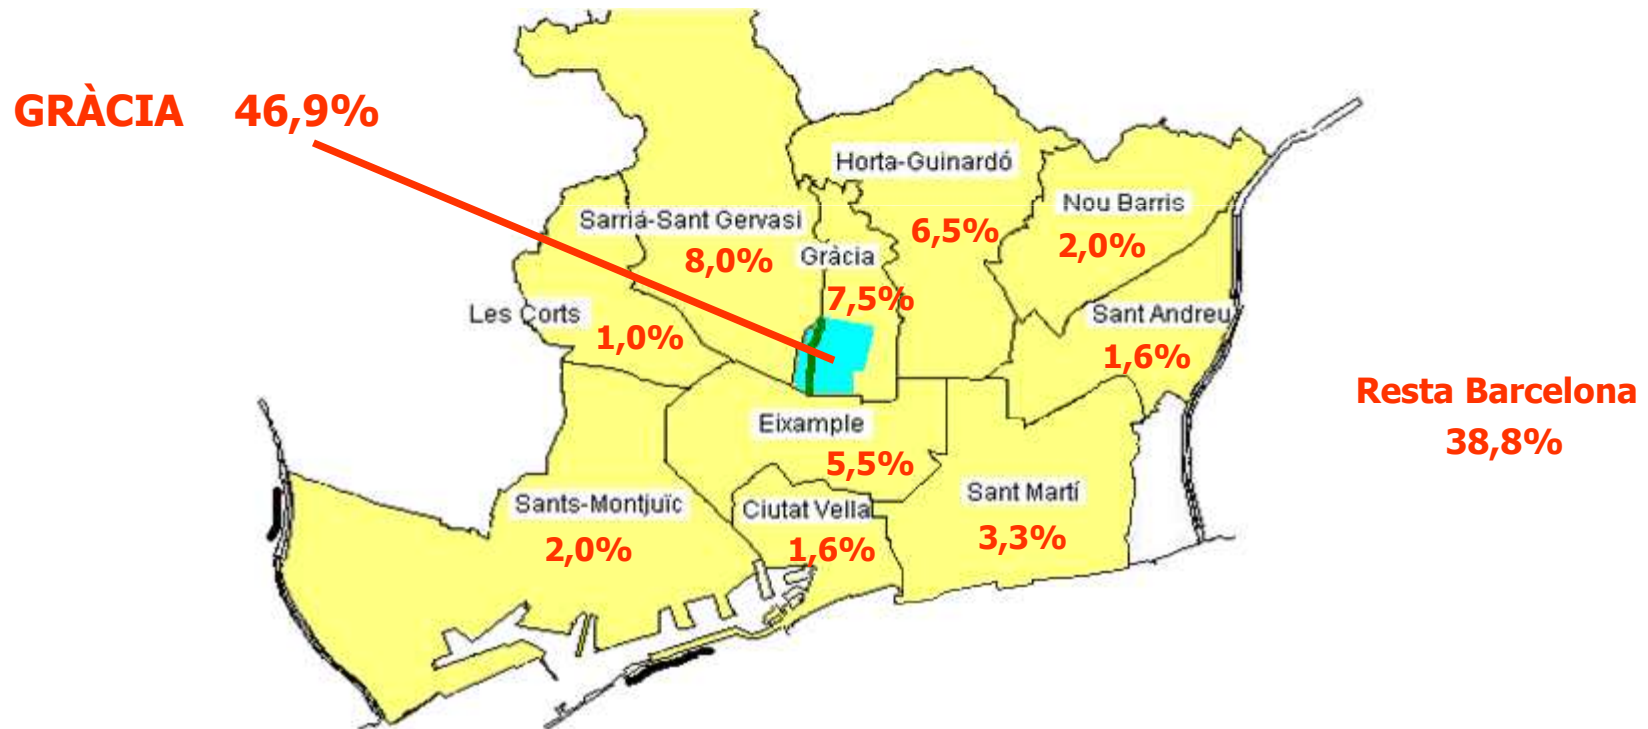 GRÀCIA 46,9%
Horta-Guinardó
6,5%
Nou Barris
2,0%
Sarriá-Sant Gervasi
8,0%
Gràcia
7,5%
Les Corts
1,0%
Sant Andreu
1,6%
Resta Barcelona
38,8%
Eixample
5,5%
Sants-Montjuïc
2,0%
Ciutat Vella
1,6%
Sant Martí
3,3%